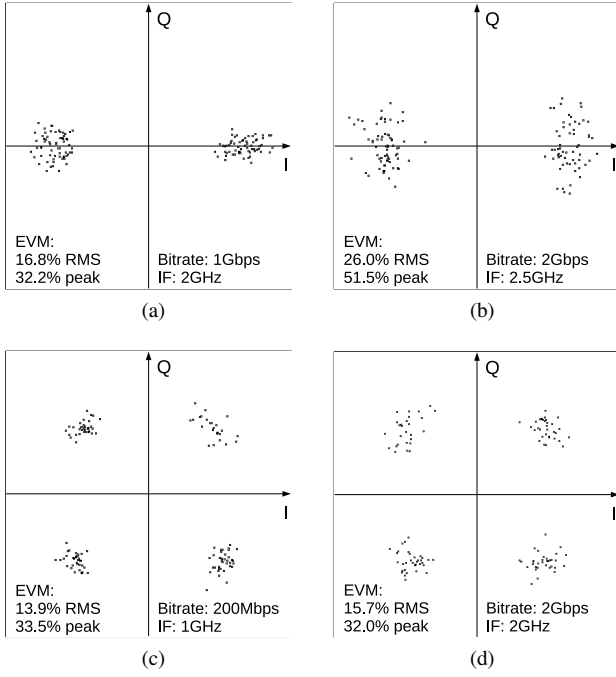 Q
I
EVM:
16.8% RMS
32.2% peak
Bitrate: 1Gbps
IF: 2GHz
(a)
Q
I
EVM:
26.0% RMS
51.5% peak
Bitrate: 2Gbps
IF: 2.5GHz
(b)
Q
I
EVM:
13.9% RMS
33.5% peak
Bitrate: 200Mbps
IF: 1GHz
(c)
Q
I
EVM:
15.7% RMS
32.0% peak
Bitrate: 2Gbps
IF: 2GHz
(d)